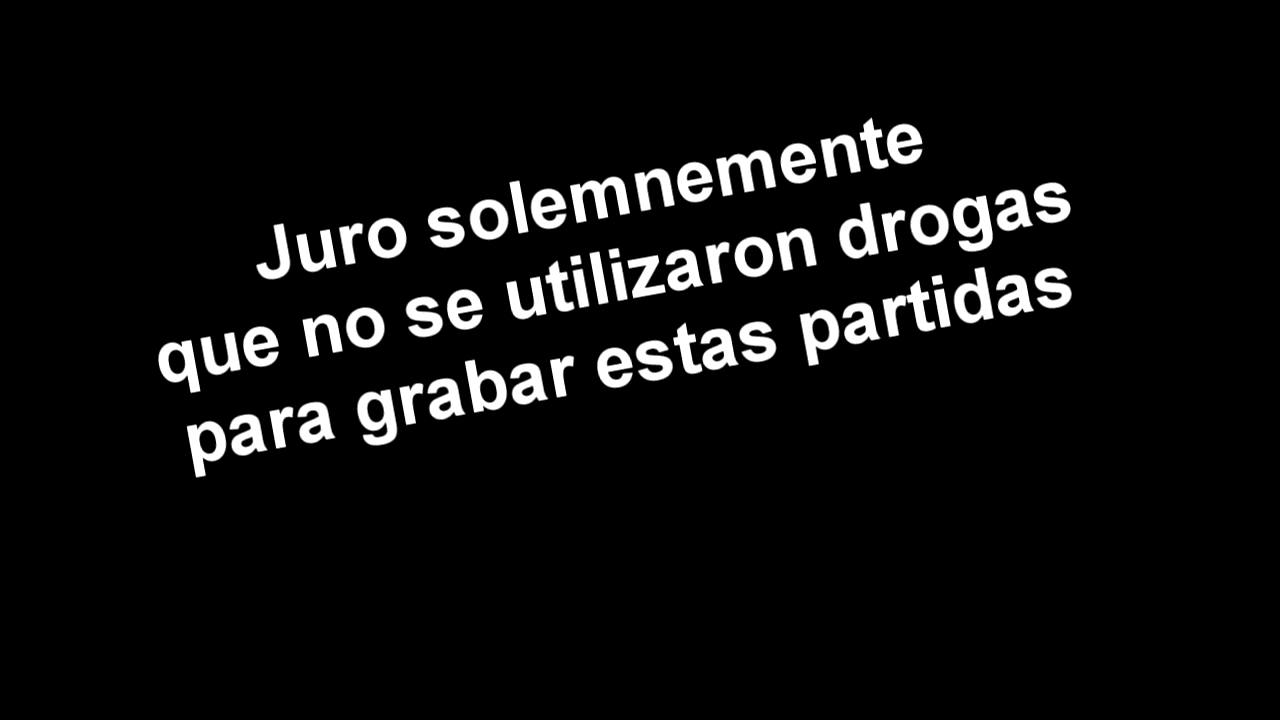 Juro solemnemente
que no se utilizaron drogas
para grabar estas partidas